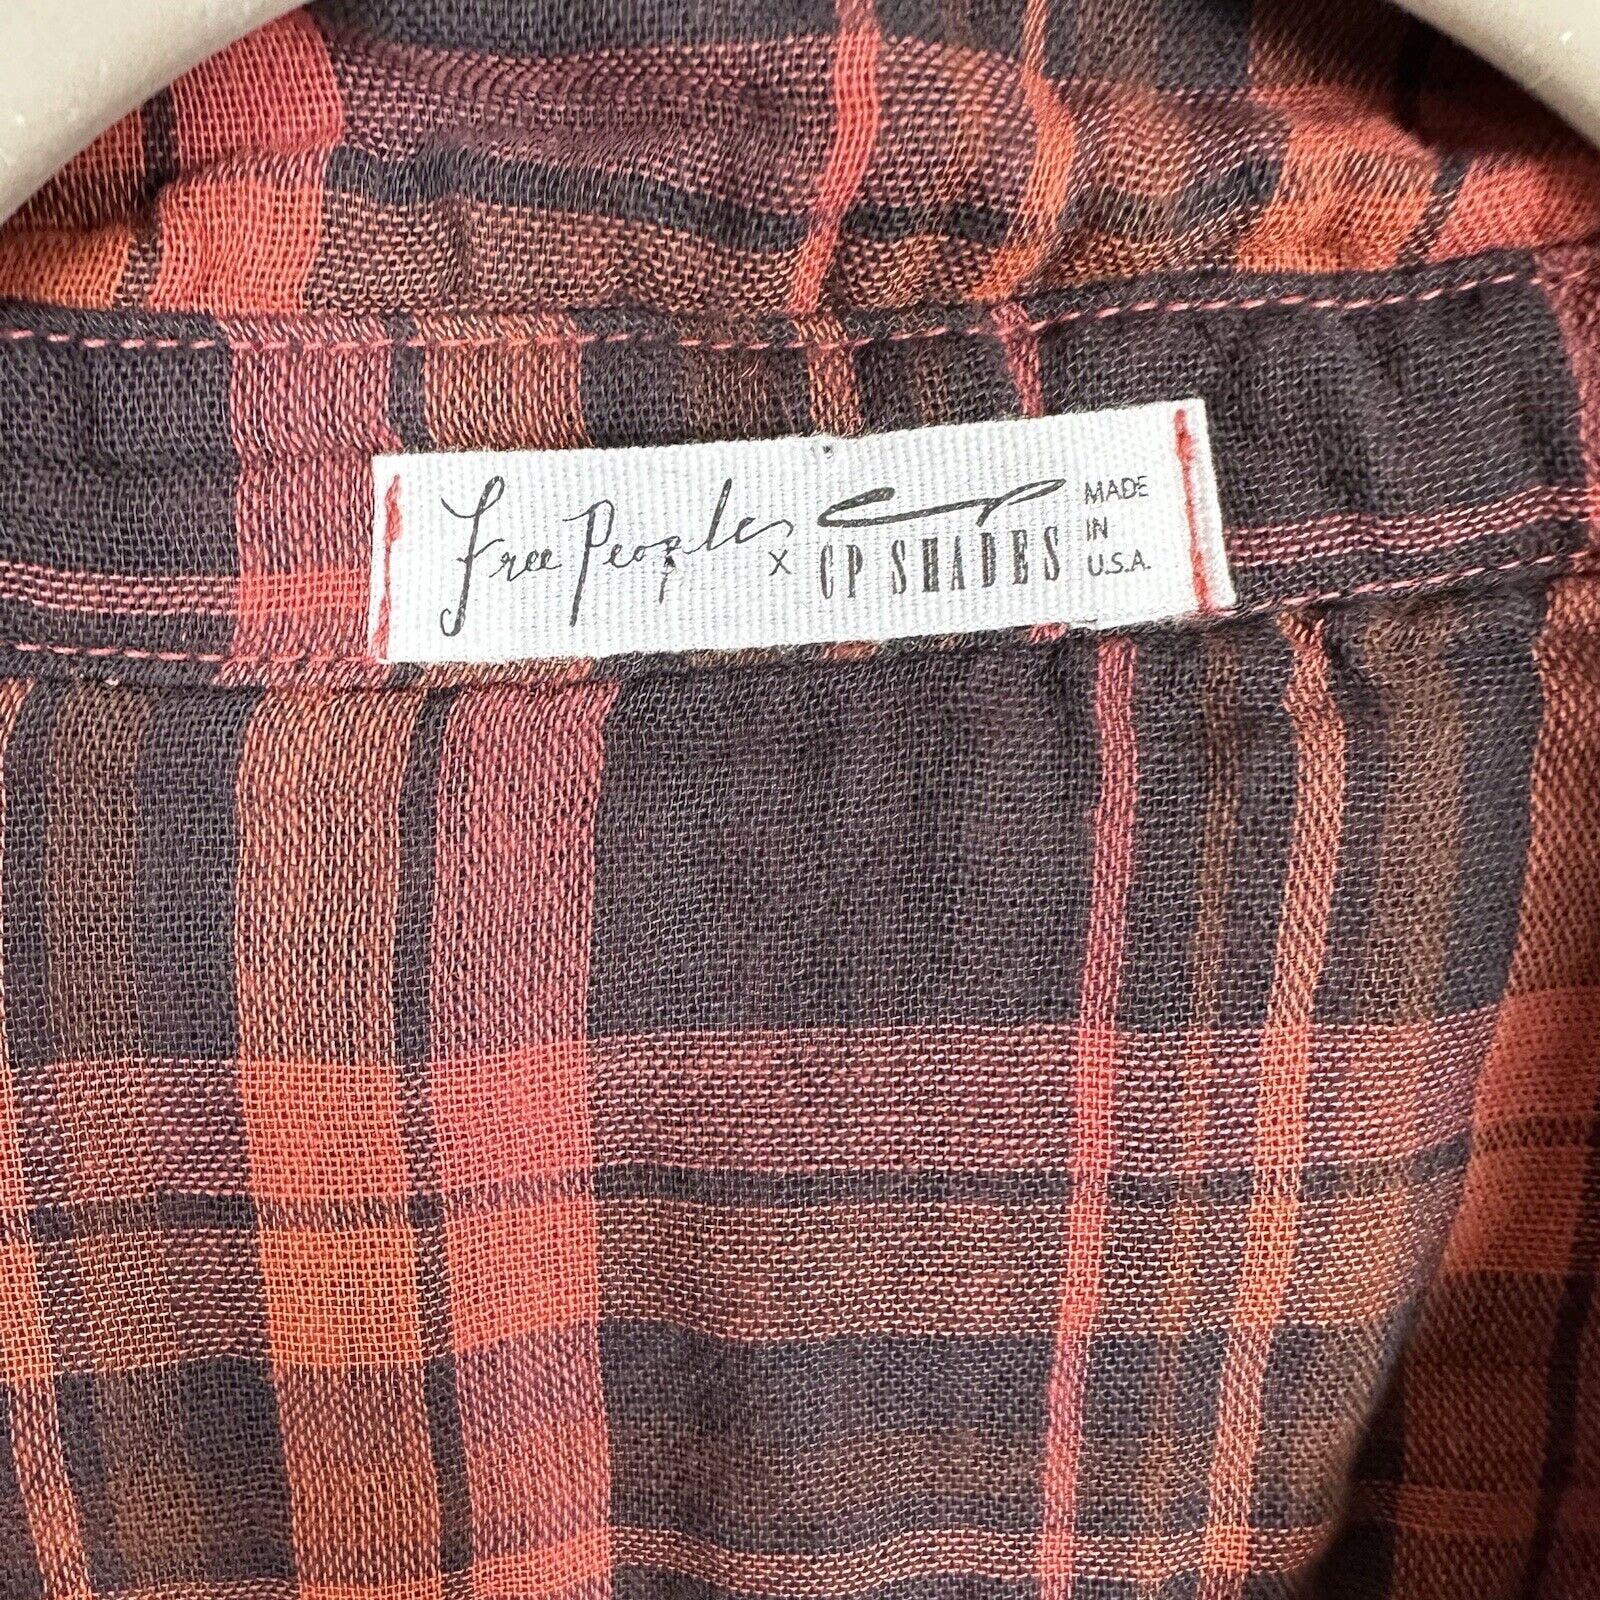 Free People x CP SHADES
MADE
IN
U.S.A.